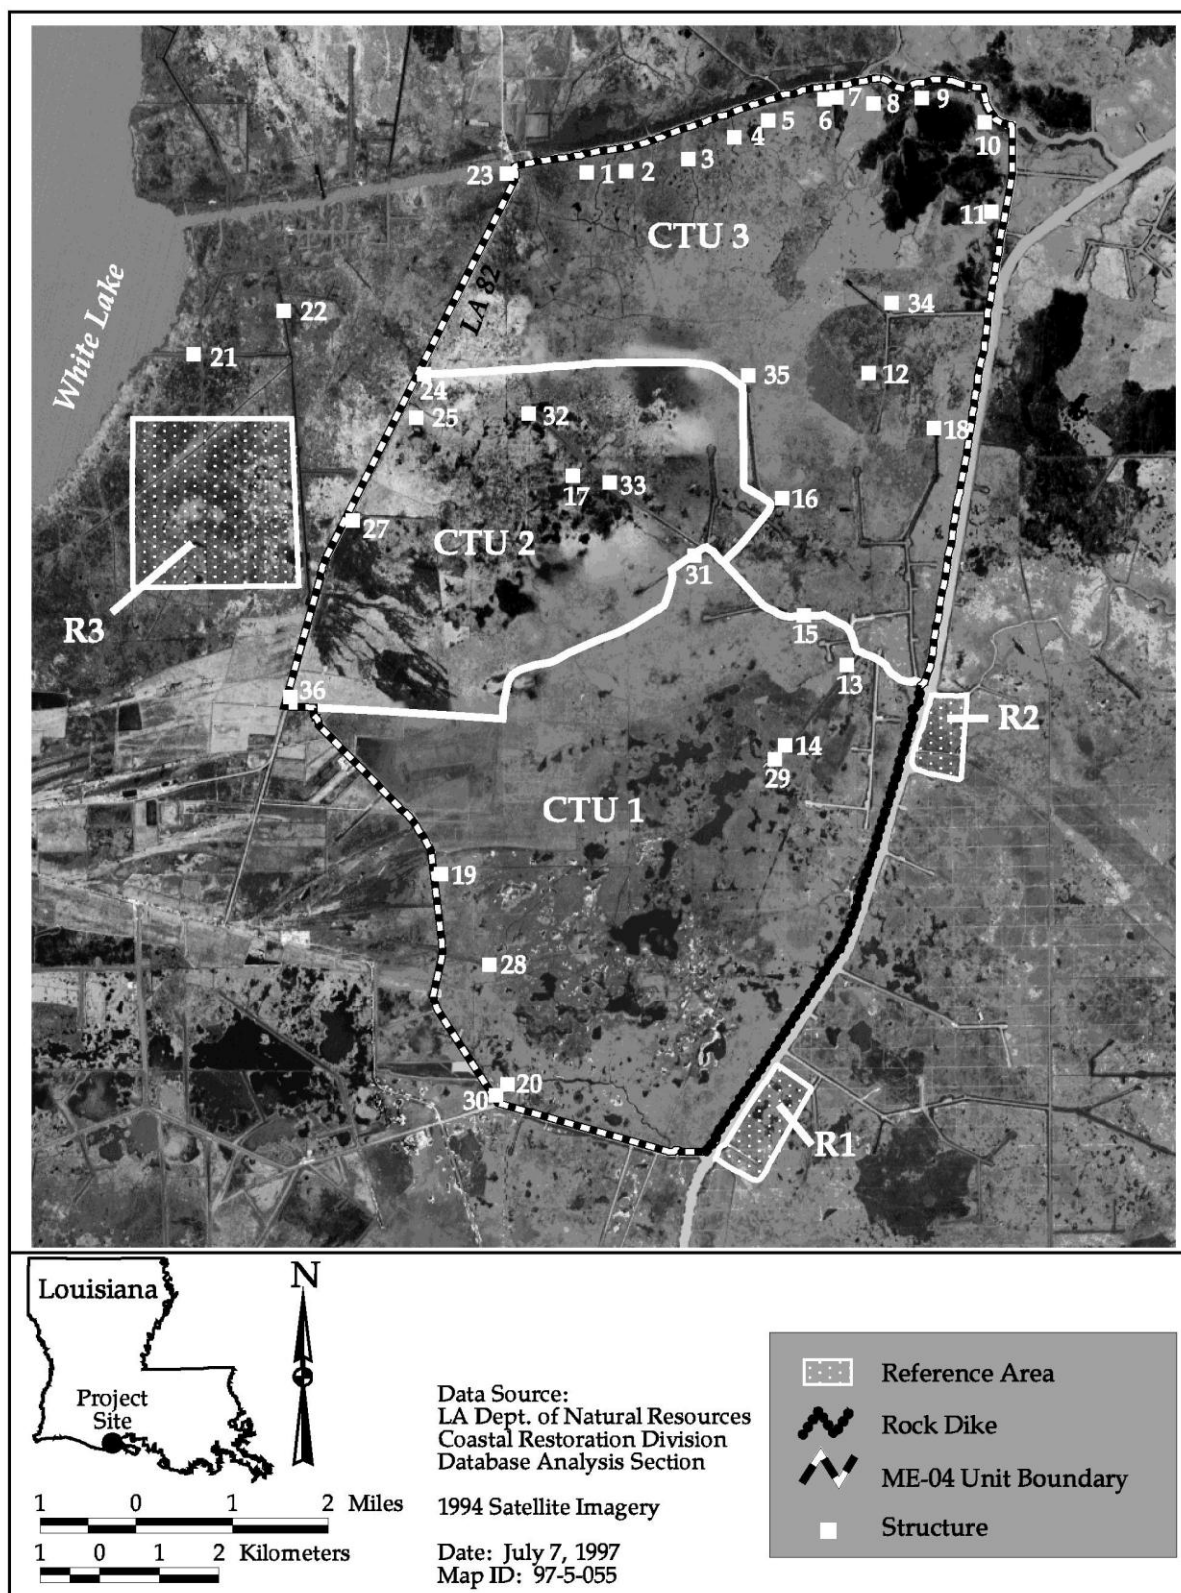 23
1
2
3
4
5
6
7
8
9
10
11
CTU 3
LA 82
White Lake
22
21
34
12
24
35
25
32
18
17
33
16
27
CTU 2
31
15
R3
13
36
R2
14
29
CTU 1
19
28
20
30
R1
Louisiana
Project
Site
N
1 0 1 2 Miles
1 0 1 2 Kilometers
Data Source:
LA Dept. of Natural Resources
Coastal Restoration Division
Database Analysis Section
1994 Satellite Imagery
Date: July 7, 1997
Map ID: 97-5-055
Reference Area
Rock Dike
ME-04 Unit Boundary
Structure